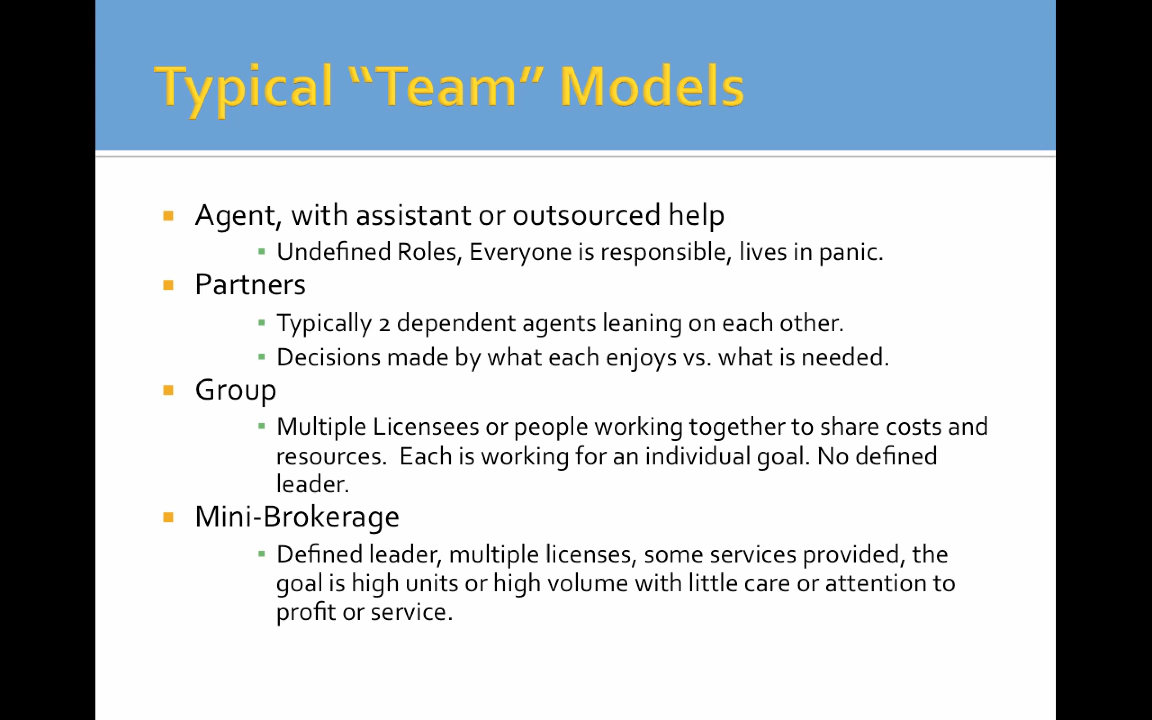 Typical “Team” Models
Agent, with assistant or outsourced help
Undefined Roles, Everyone is responsible, lives in panic.
Partners
Typically 2 dependent agents leaning on each other.
Decisions made by what each enjoys vs. what is needed.
Group
Multiple Licensees or people working together to share costs and
resources.  Each is working for an individual goal. No defined
leader.
Mini-Brokerage
Defined leader, multiple licenses, some services provided, the
goal is high units or high volume with little care or attention to
profit or service.